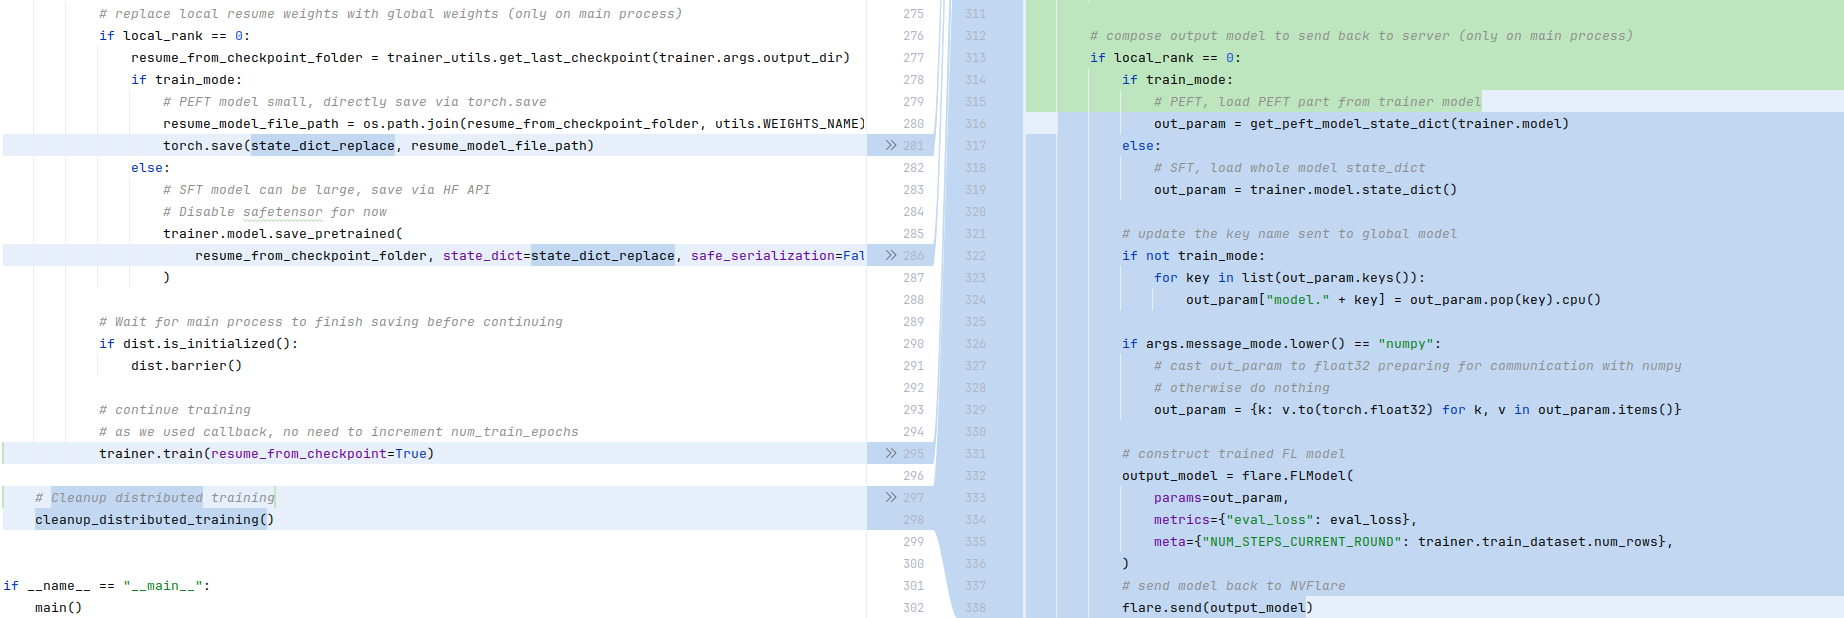 # replace local resume weights with global weights (only on main process)
if local_rank == 0:
resume_from_checkpoint_folder = trainer_utils.get_last_checkpoint(trainer.args.output_dir)
if train_mode:
# PEFT model small, directly save via torch.save
resume_model_file_path = os.path.join(resume_from_checkpoint_folder, utils.WEIGHTS_NAME)
torch.save(state_dict_replace, resume_model_file_path)
else:
# SFT model can be large, save via HF API
# Disable safetensor for now
trainer.model.save_pretrained(
resume_from_checkpoint_folder, state_dict=state_dict_replace, safe_serialization=Fal
)
# Wait for main process to finish saving before continuing
if dist.is_initialized():
dist.barrier()
# continue training
# as we used callback, no need to increment num_train_epochs
trainer.train(resume_from_checkpoint=True)
# Cleanup distributed training
cleanup_distributed_training()
if __name__ == "__main__":
main()
275
276
277
278
279
280
>> 281
282
283
284
285
>> 286
287
288
289
290
291
292
293
294
>> 295
296
>> 297
298
299
300
301
302
311
312
313
314
315
316
317
318
319
320
321
322
323
324
325
326
327
328
329
330
331
332
333
334
335
336
337
338
# compose output model to send back to server (only on main process)
if local_rank == 0:
if train_mode:
# PEFT, load PEFT part from trainer model
out_param = get_peft_model_state_dict(trainer.model)
else:
# SFT, load whole model state_dict
out_param = trainer.model.state_dict()
# update the key name sent to global model
if not train_mode:
for key in list(out_param.keys()):
out_param["model." + key] = out_param.pop(key).cpu()
if args.message_mode.lower() == "numpy":
# cast out_param to float32 preparing for communication with numpy
# otherwise do nothing
out_param = {k: v.to(torch.float32) for k, v in out_param.items()}
# construct trained FL model
output_model = flare.FLModel(
params=out_param,
metrics={"eval_loss": eval_loss},
meta={"NUM_STEPS_CURRENT_ROUND": trainer.train_dataset.num_rows},
)
# send model back to NVFlare
flare.send(output_model)